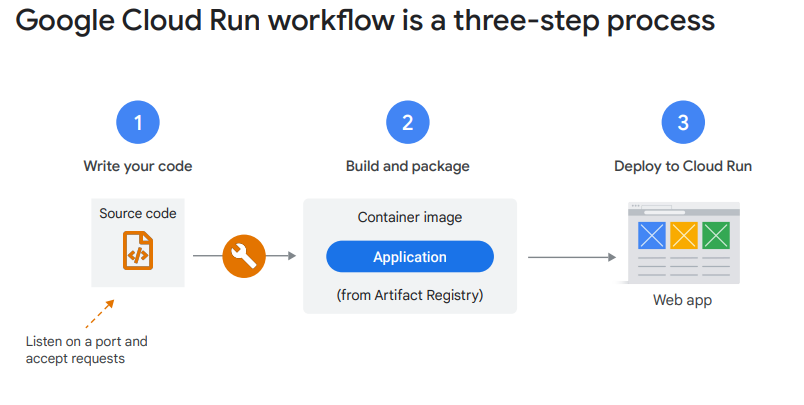 Google Cloud Run workflow is a three-step process
1
Write your code
Source code
</>
Listen on a port and
accept requests
2
Build and package
Container image
Application
(from Artifact Registry)
3
Deploy to Cloud Run
Web app